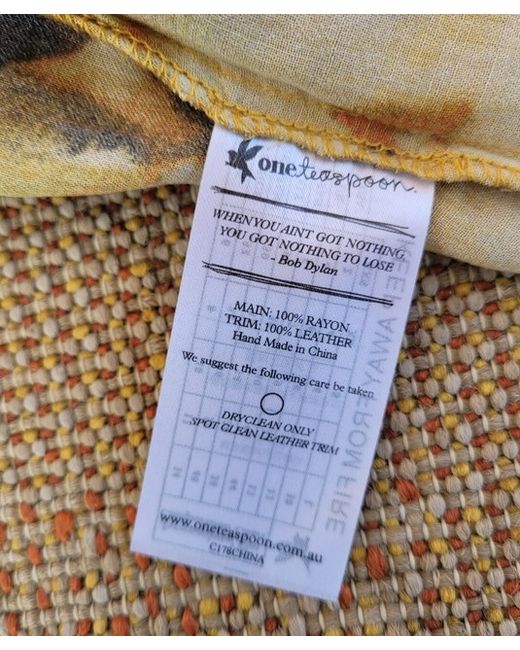 oneteaspoon.
WHEN YOU AINT GOT NOTHING,
YOU GOT NOTHING TO LOSE
- Bob Dylan
MAIN: 100% RAYON
TRIM: 100% LEATHER
Hand Made in China
We suggest the following care be taken
DRYCLEAN ONLY
SPOT CLEAN LEATHER TRIM
www.oneteaspoon.com.au
C178CHINA
KEEP AWAY FROM FIRE